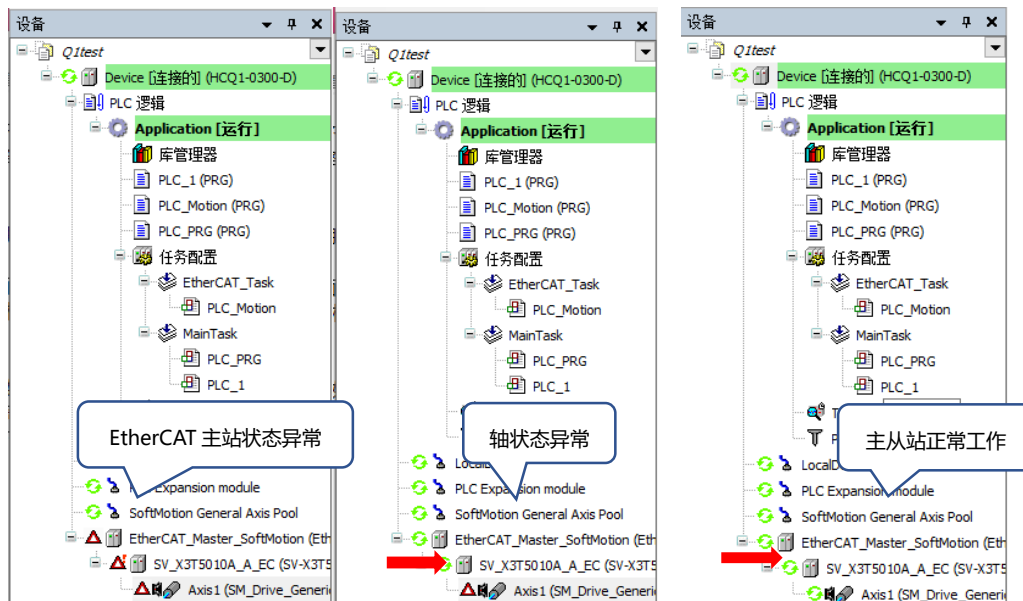 设备
Q1test
Device [连接的] (HCQ1-0300-D)
PLC 逻辑
Application [运行]
库管理器
PLC_1 (PRG)
PLC_Motion (PRG)
PLC_PRG (PRG)
任务配置
EtherCAT_Task
PLC_Motion
MainTask
PLC_PRG
PLC_1
EtherCAT 主站状态异常
Expansion module
SoftMotion General Axis Pool
EtherCAT_Master_SoftMotion (Eth
SV_X3T5010A_A_EC (SV-X3T5
Axis1 (SM_Drive_Generi
设备
Q1test
Device [连接的] (HCQ1-0300-D)
PLC 逻辑
Application [运行]
库管理器
PLC_1 (PRG)
PLC_Motion (PRG)
PLC_PRG (PRG)
任务配置
EtherCAT_Task
PLC_Motion
MainTask
PLC_PRG
PLC_1
轴状态异常
PLC Expansion module
SoftMotion General Axis Pool
EtherCAT_Master_SoftMotion (Eth
SV_X3T5010A_A_EC (SV-X3T5
Axis1 (SM_Drive_Generi
设备
Q1test
Device [连接的] (HCQ1-0300-D)
PLC 逻辑
Application [运行]
库管理器
PLC_1 (PRG)
PLC_Motion (PRG)
PLC_PRG (PRG)
任务配置
EtherCAT_Task
PLC_Motion
MainTask
PLC_PRG
PLC_1
主从站正常工作
LocalD
PLC Expansion module
SoftMotion General Axis Pool
EtherCAT_Master_SoftMotion (Eth
SV_X3T5010A_A_EC (SV-X3T5
Axis1 (SM_Drive_Generi